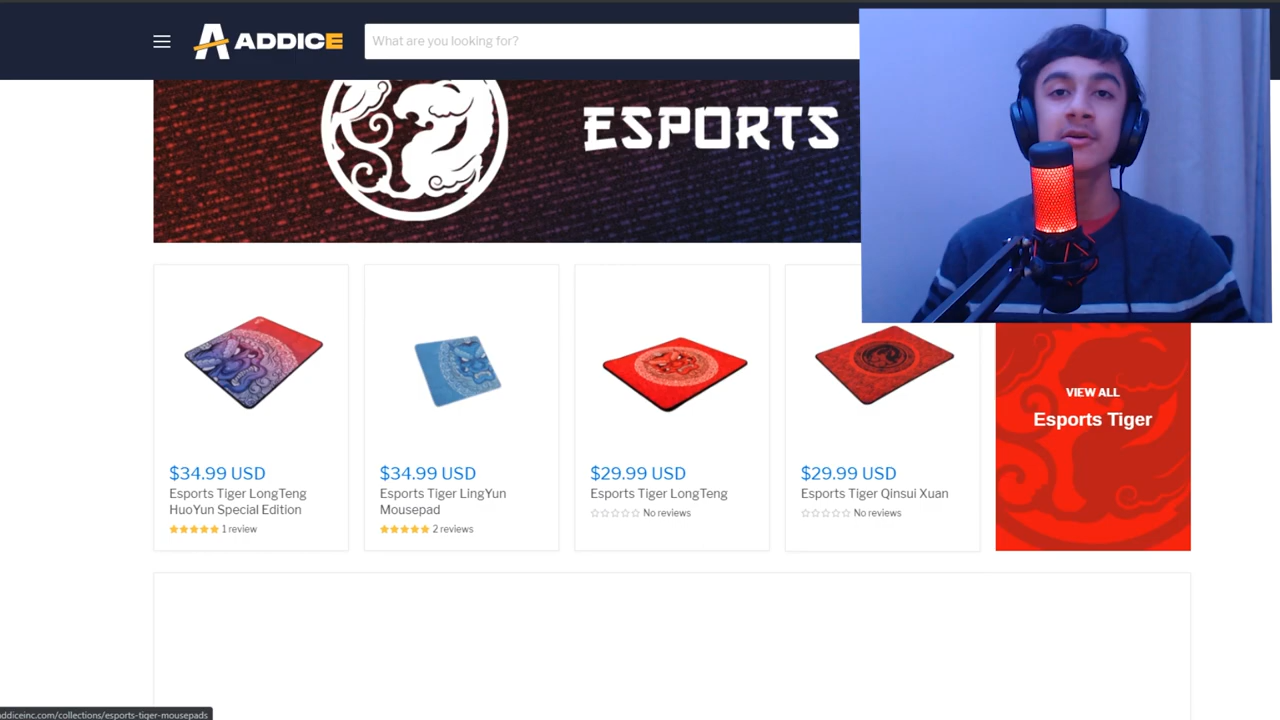 ADDICE
What are you looking for?
ESPORTS
$34.99 USD
Esports Tiger LongTeng
HuoYun Special Edition
1 review
$34.99 USD
Esports Tiger LingYun
Mousepad
2 reviews
$29.99 USD
Esports Tiger LongTeng
No reviews
$29.99 USD
Esports Tiger Qinsui Xuan
No reviews
VIEW ALL
Esports Tiger
addiceinc.com/collections/esports-tiger-mousepads